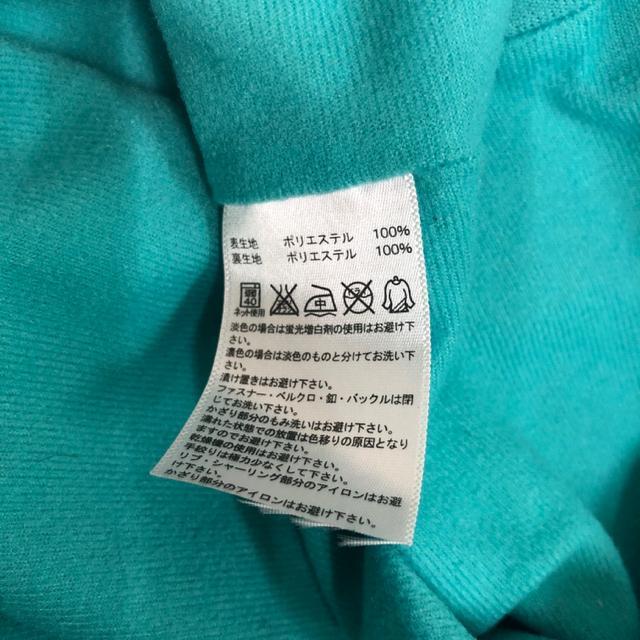 表生地 ポリエステル 100%
裏生地 ポリエステル 100%
弱 40 中 ドライ
ネット使用
淡色の場合は蛍光増白剤の使用はお避け下
さい。
濃色の場合は淡色のものと分けてお洗い下
さい。
漬け置きはお避け下さい。
ファスナー・ベルクロ・釦・バックルは閉
じてお洗い下さい。
かざり部分のもみ洗いはお避け下さい。
濡れた状態での放置は色移りの原因となり
ますのでお避け下さい。
乾燥機の使用はお避け下さい。
手絞りは極力少なくして下さい。
リブ・シャーリング部分のアイロンはお避
け下さい。
かざり部分のアイロンはお避け下さい。